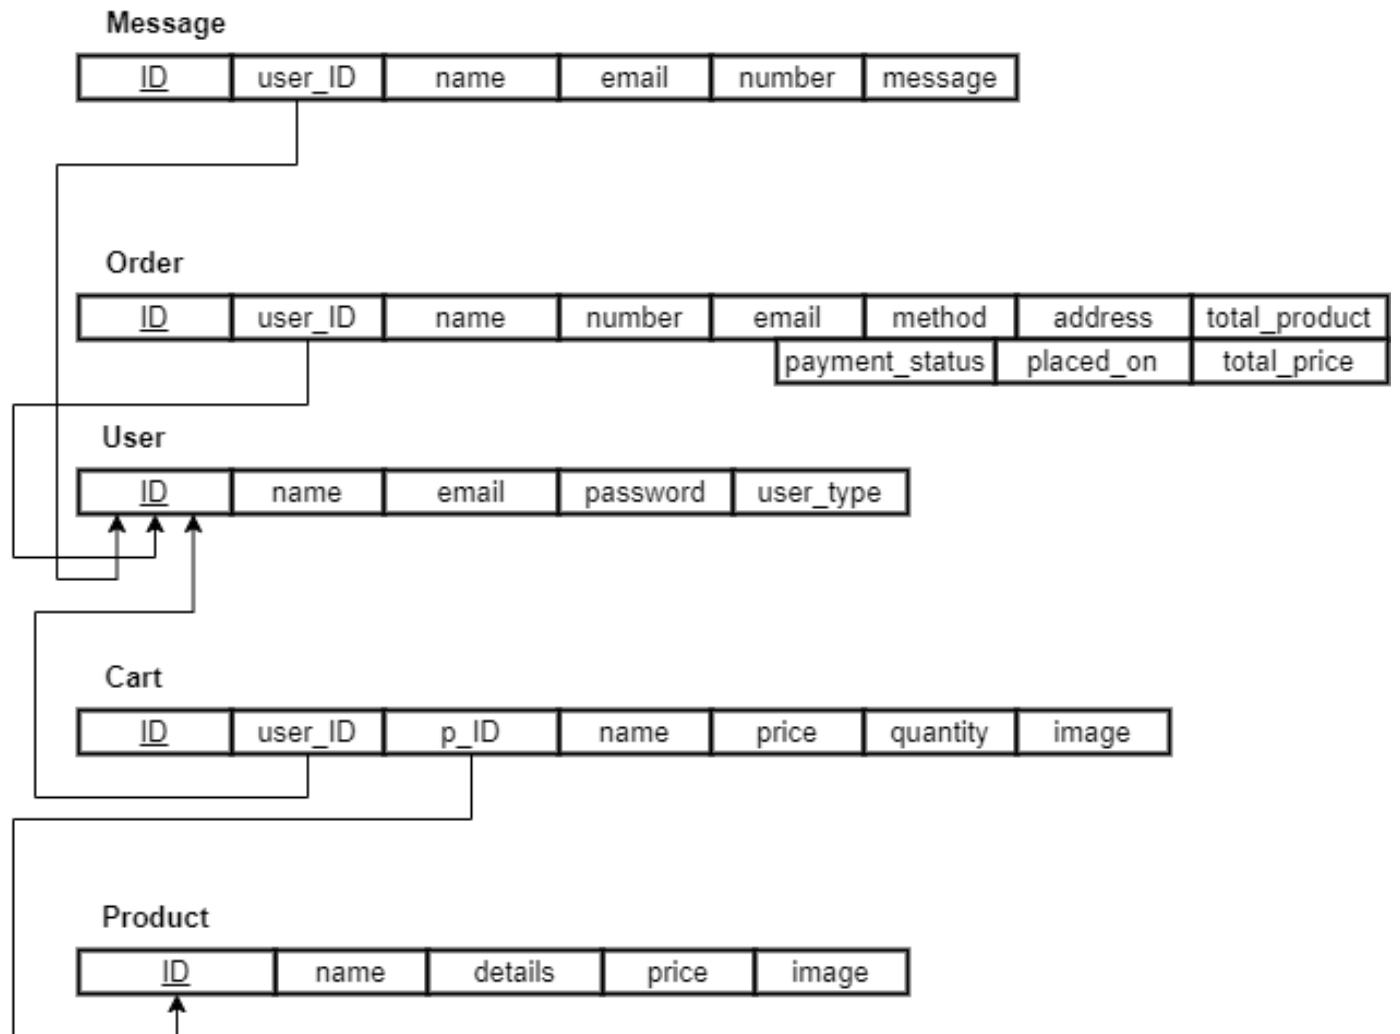 Message
ID user_ID name email number message
Order
ID user_ID name number email method address total_product
payment_status placed_on total_price
User
ID name email password user_type
Cart
ID user_ID p_ID name price quantity image
Product
ID name details price image